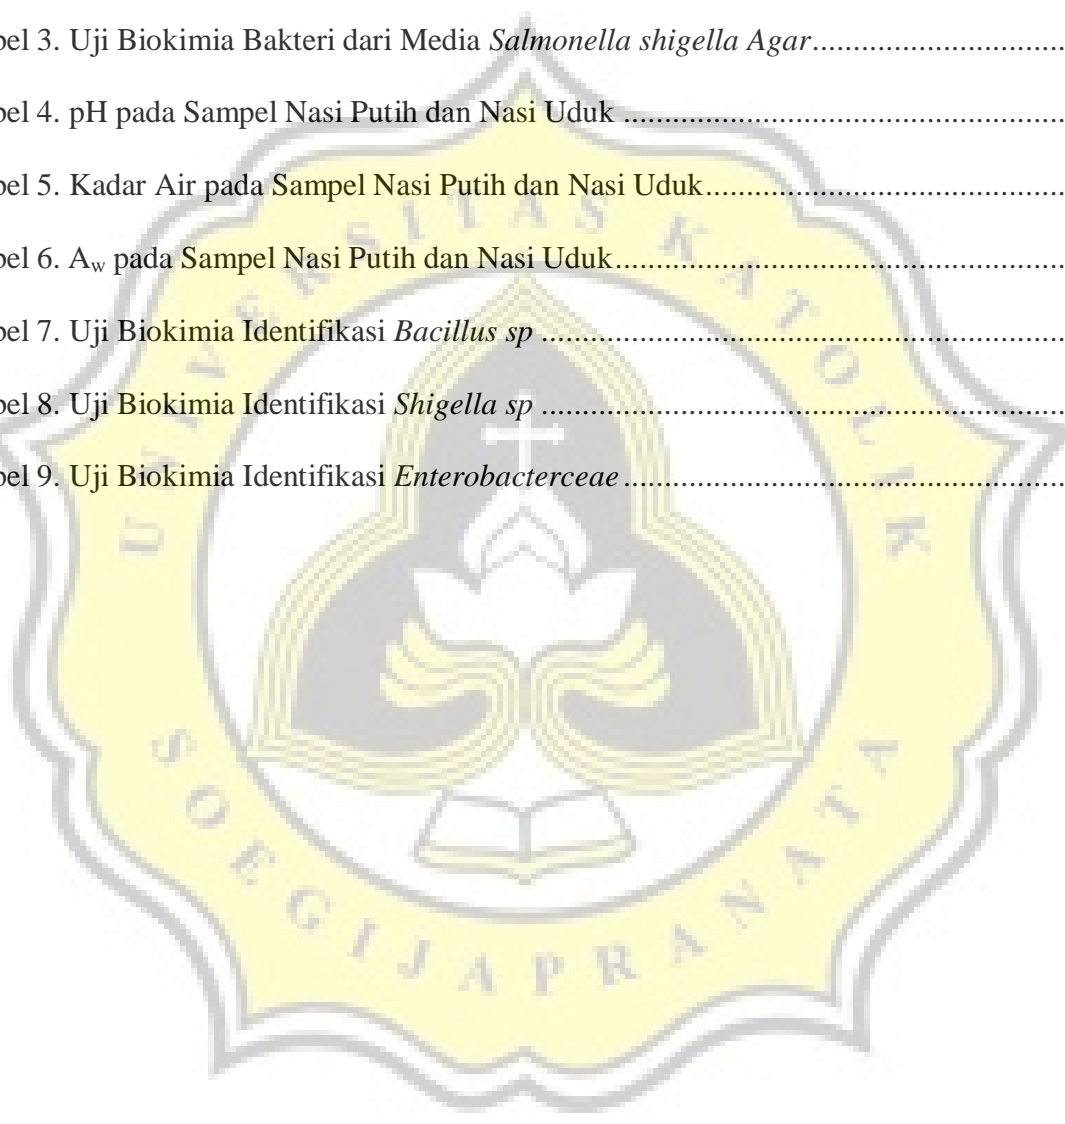 bel 3. Uji Biokimia Bakteri dari Media Salmonella shigella Agar............................
bel 4. pH pada Sampel Nasi Putih dan Nasi Uduk ..................................................
bel 5. Kadar Air pada Sampel Nasi Putih dan Nasi Uduk........................................
bel 6. Aw pada Sampel Nasi Putih dan Nasi Uduk...................................................
bel 7. Uji Biokimia Identifikasi Bacillus sp ...........................................................
bel 8. Uji Biokimia Identifikasi Shigella sp ...........................................................
bel 9. Uji Biokimia Identifikasi Enterobacterceae ..................................................
UNIVERSITAS KATOLIK
SOEGIJAPRANATA